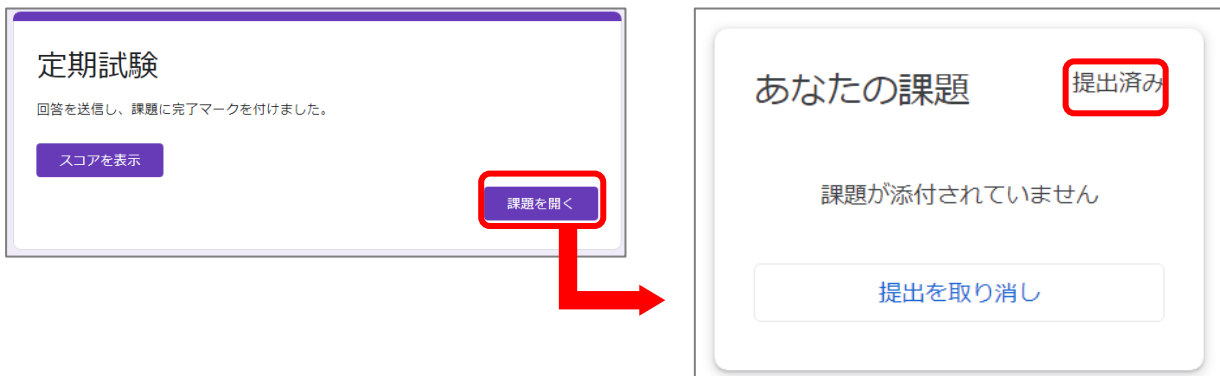 定期試験
回答を送信し、課題に完了マークを付けました。
スコアを表示
課題を開く
あなたの課題
提出済み
課題が添付されていません
提出を取り消し